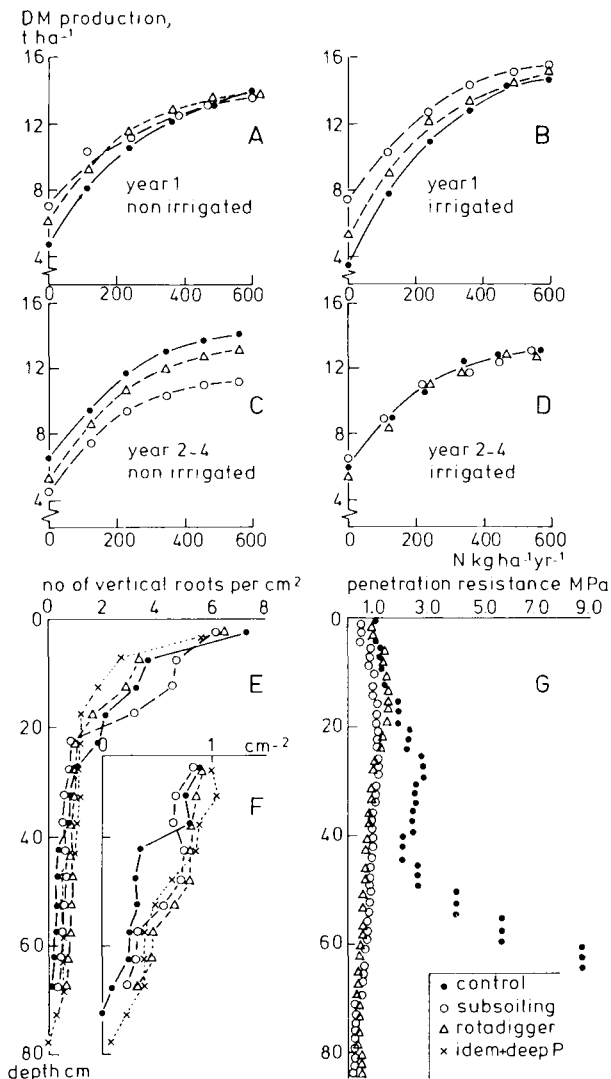 DM production,
t ha-1
16
12
8
4
0 200 400 600
A
year 1
non irrigated
16
12
8
4
0 200 400 600
B
year 1
irrigated
16
12
8
4
0 200 400 600
C
year 2-4
non irrigated
16
12
8
4
0 200 400 600
D
year 2-4
irrigated
N kg ha-1 yr-1
no of vertical roots per cm2
0 2 4 6 8
0
20
40
60
80
depth cm
E
0 1
cm-2
F
penetration resistance MPa
1.0 3.0 5.0 7.0 9.0
0
20
40
60
80
G
control
subsoiling
rotadigger
idem+deep P